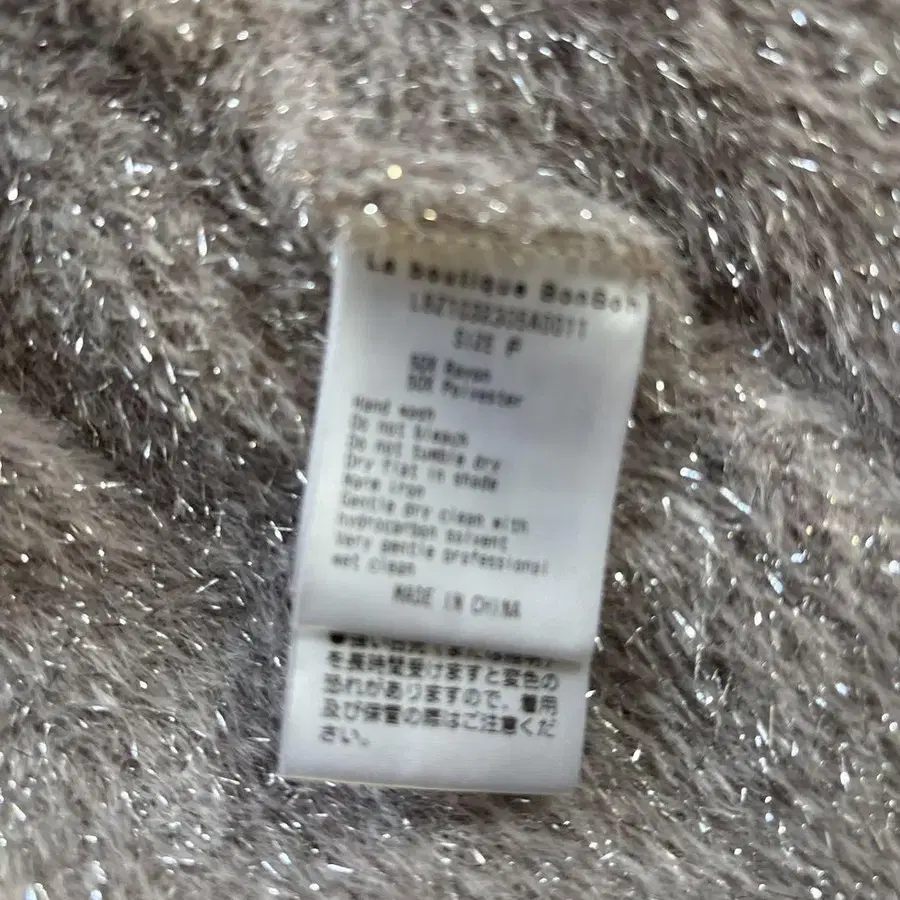 La Boutique BonBon
SIZE F
50% Rayon
50% Polyester
Hand wash
Do not bleach
Do not tumble dry
Dry flat in shade
iron
Gentle dry clean with
hydrocarbon solvent
Very gentle professional
wet clean
MADE IN CHINA
を長時間受けますと変色の
恐れがありますので、着用
及び保管の際はご注意くだ
さい。